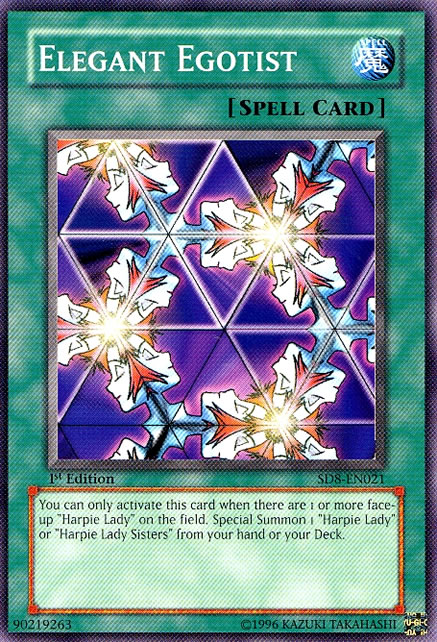 ELEGANT EGOTIST
魔
[SPELL CARD]
1st Edition
SD8-EN021
You can only activate this card when there are 1 or more face-
up "Harpie Lady" on the field. Special Summon 1 "Harpie Lady"
or "Harpie Lady Sisters" from your hand or your Deck.
90219263
©1996 KAZUKI TAKAHASHI